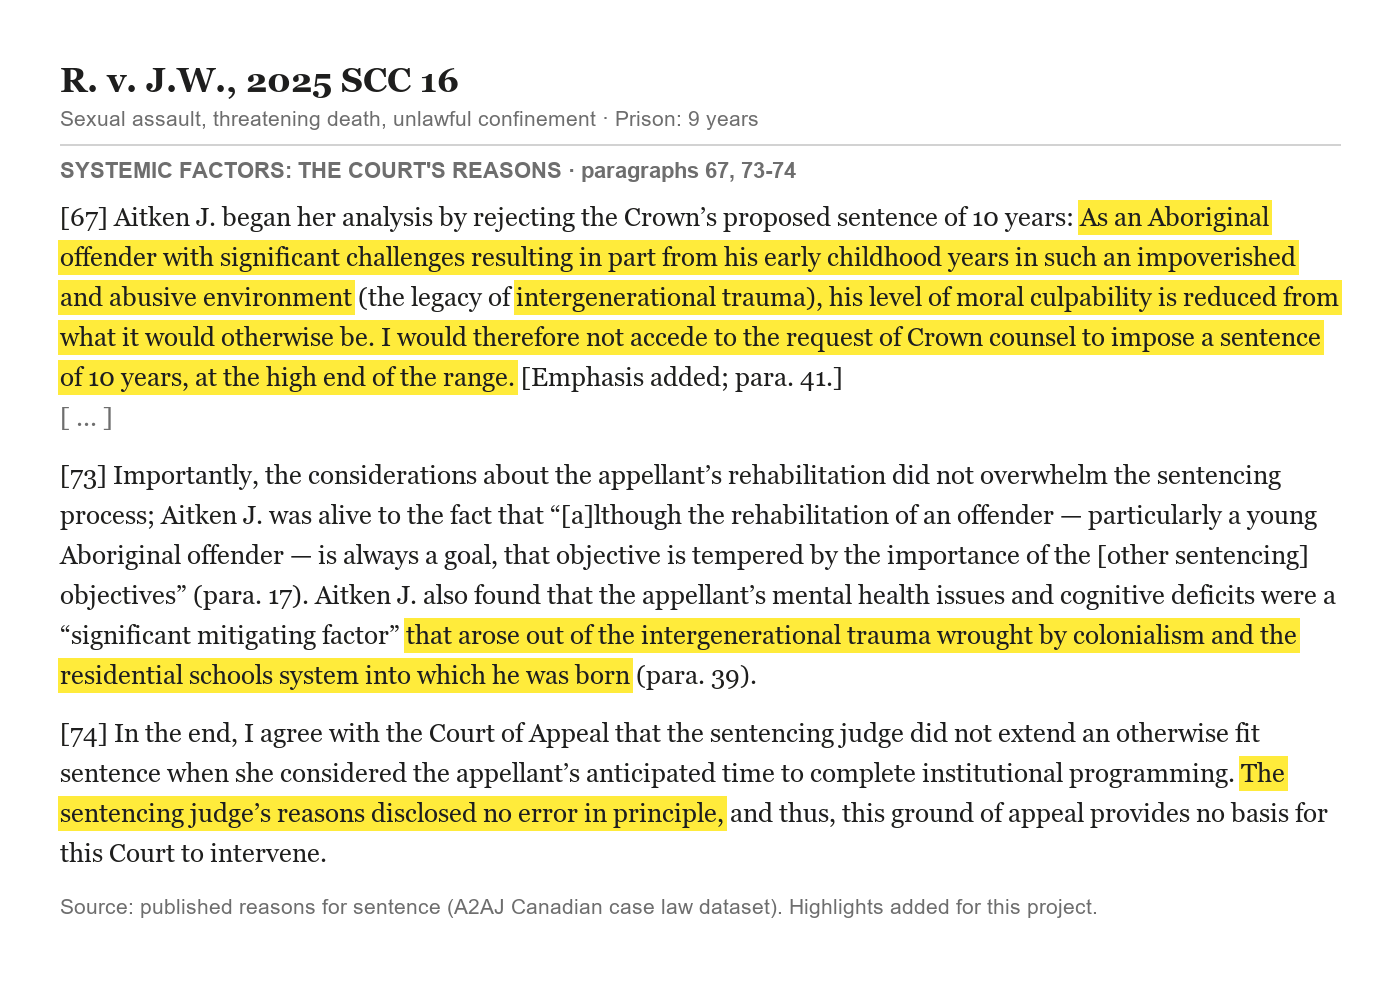 R. v. J.W., 2025 SCC 16
Sexual assault, threatening death, unlawful confinement · Prison: 9 years
SYSTEMIC FACTORS: THE COURT'S REASONS · paragraphs 67, 73-74
[67] Aitken J. began her analysis by rejecting the Crown’s proposed sentence of 10 years: As an Aboriginal
offender with significant challenges resulting in part from his early childhood years in such an impoverished
and abusive environment (the legacy of intergenerational trauma), his level of moral culpability is reduced from
what it would otherwise be. I would therefore not accede to the request of Crown counsel to impose a sentence
of 10 years, at the high end of the range. [Emphasis added; para. 41.]
[ ... ]
[73] Importantly, the considerations about the appellant’s rehabilitation did not overwhelm the sentencing
process; Aitken J. was alive to the fact that “[a]lthough the rehabilitation of an offender — particularly a young
Aboriginal offender — is always a goal, that objective is tempered by the importance of the [other sentencing]
objectives” (para. 17). Aitken J. also found that the appellant’s mental health issues and cognitive deficits were a
“significant mitigating factor” that arose out of the intergenerational trauma wrought by colonialism and the
residential schools system into which he was born (para. 39).
[74] In the end, I agree with the Court of Appeal that the sentencing judge did not extend an otherwise fit
sentence when she considered the appellant’s anticipated time to complete institutional programming. The
sentencing judge’s reasons disclosed no error in principle, and thus, this ground of appeal provides no basis for
this Court to intervene.
Source: published reasons for sentence (A2AJ Canadian case law dataset). Highlights added for this project.